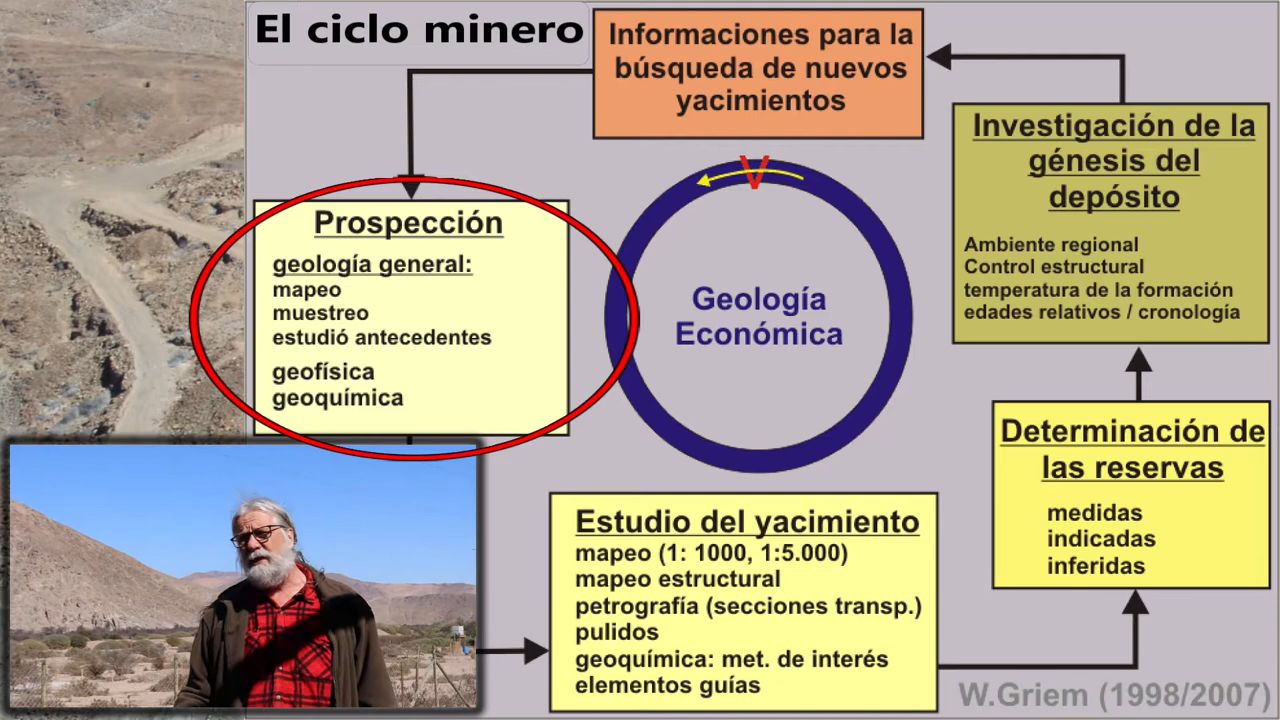 El ciclo minero
Informaciones para la
búsqueda de nuevos
yacimientos
Prospección
geología general:
mapeo
muestreo
estudió antecedentes
geofísica
geoquímica
V
Geología
Económica
Investigación de la
génesis del
depósito
Ambiente regional
Control estructural
temperatura de la formación
edades relativos / cronología
Determinación de
las reservas
medidas
indicadas
inferidas
Estudio del yacimiento
mapeo (1: 1000, 1:5.000)
mapeo estructural
petrografía (secciones transp.)
pulidos
geoquímica: met. de interés
elementos guías
W.Griem (1998/2007)